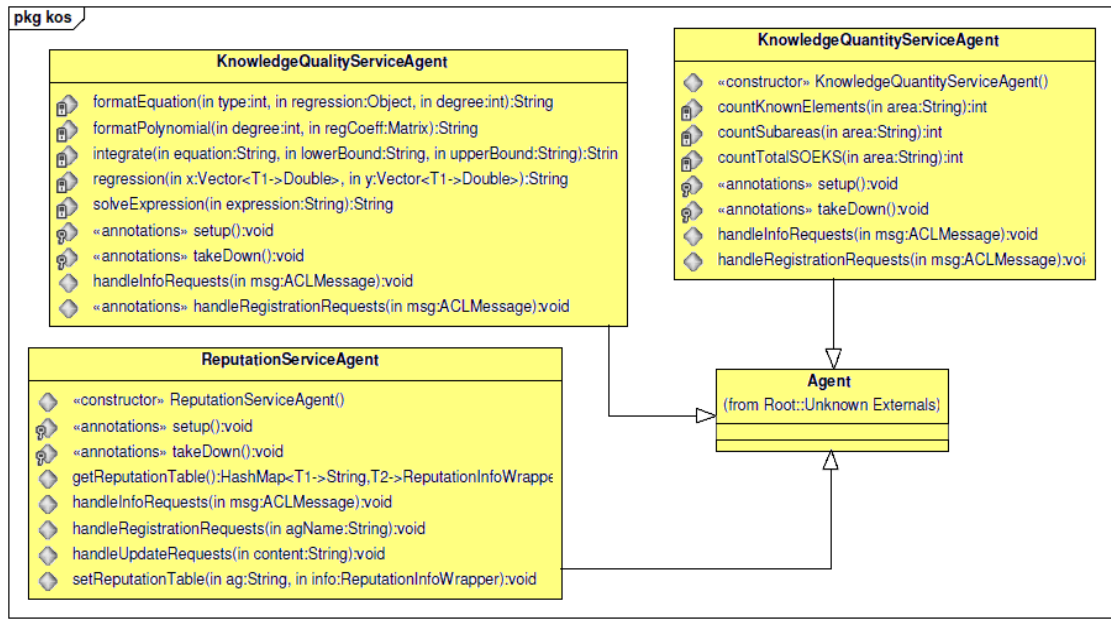 pkg kos
KnowledgeQualityServiceAgent
formatEquation(in type:int, in regression:Object, in degree:int):String
formatPolynomial(in degree:int, in regCoeff:Matrix):String
integrate(in equation:String, in lowerBound:String, in upperBound:String):Strin
regression(in x:Vector<T1->Double>, in y:Vector<T1->Double>):String
solveExpression(in expression:String):String
«annotations» setup():void
«annotations» takeDown():void
handleInfoRequests(in msg:ACLMessage):void
«annotations» handleRegistrationRequests(in msg:ACLMessage):void
KnowledgeQuantityServiceAgent
«constructor» KnowledgeQuantityServiceAgent()
countKnownElements(in area:String):int
countSubareas(in area:String):int
countTotalSOEKS(in area:String):int
«annotations» setup():void
«annotations» takeDown():void
handleInfoRequests(in msg:ACLMessage):void
handleRegistrationRequests(in msg:ACLMessage):voi
ReputationServiceAgent
«constructor» ReputationServiceAgent()
«annotations» setup():void
«annotations» takeDown():void
getReputationTable():HashMap<T1->String,T2->ReputationInfoWrappe
handleInfoRequests(in msg:ACLMessage):void
handleRegistrationRequests(in agName:String):void
handleUpdateRequests(in content:String):void
setReputationTable(in ag:String, in info:ReputationInfoWrapper):void
Agent
(from Root::Unknown Externals)